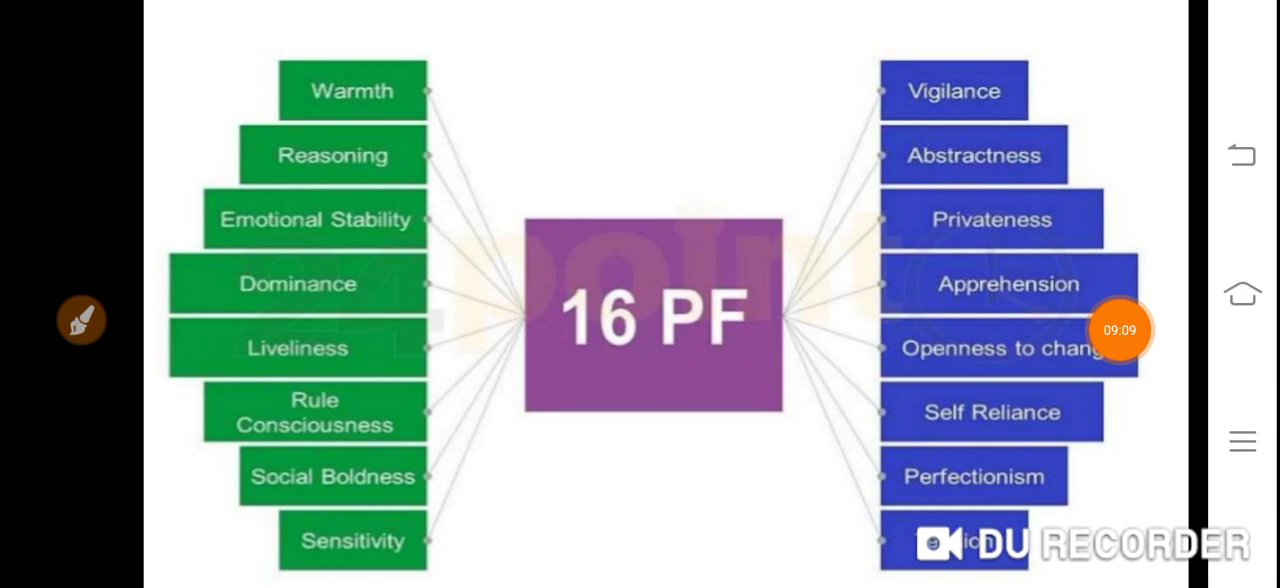 Warmth
Reasoning
Emotional Stability
Dominance
Liveliness
Rule
Consciousness
Social Boldness
Sensitivity
16 PF
Vigilance
Abstractness
Privateness
Apprehension
Openness to chang
Self Reliance
Perfectionism
09:09
DU RECORDER